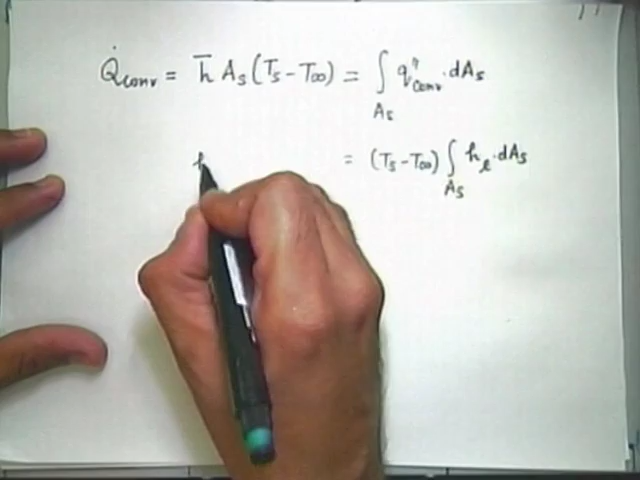 Q̇conv = h̄ As (Ts - T∞) = ∫As q"conv · dAs
= (Ts - T∞) ∫As hℓ · dAs
h